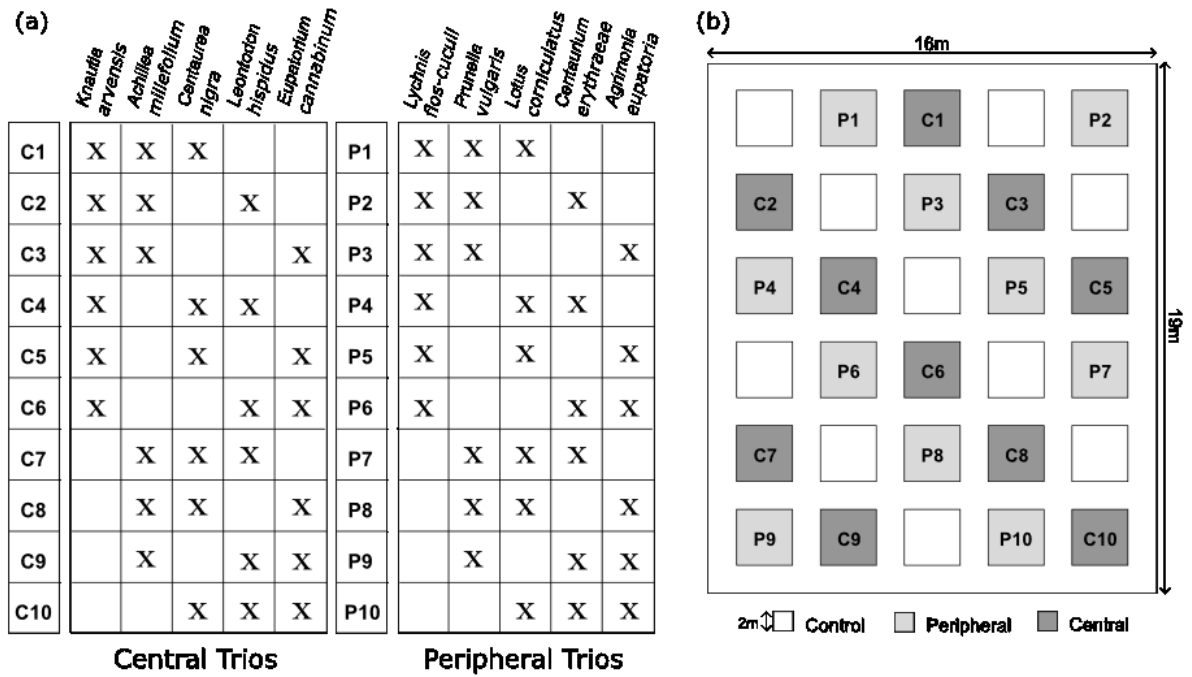 (a)
Knautia arvensis
Achillea millefolium
Centaurea nigra
Leontodon hispidus
Eupatorium cannabinum
Lychnis flos-cuculi
Prunella vulgaris
Lotus corniculatus
Centaurium erythraeae
Agrimonia eupatoria
C1 X X X P1 X X X
C2 X X X P2 X X X
C3 X X X P3 X X X
C4 X X X P4 X X X
C5 X X X P5 X X X
C6 X X X P6 X X X
C7 X X X P7 X X X
C8 X X X P8 X X X
C9 X X X P9 X X X
C10 X X X P10 X X X
Central Trios
Peripheral Trios
(b)
16m
P1 C1 P2
C2 P3 C3
P4 C4 P5 C5
19m
P6 C6 P7
C7 P8 C8
P9 C9 P10 C10
2m Control Peripheral Central